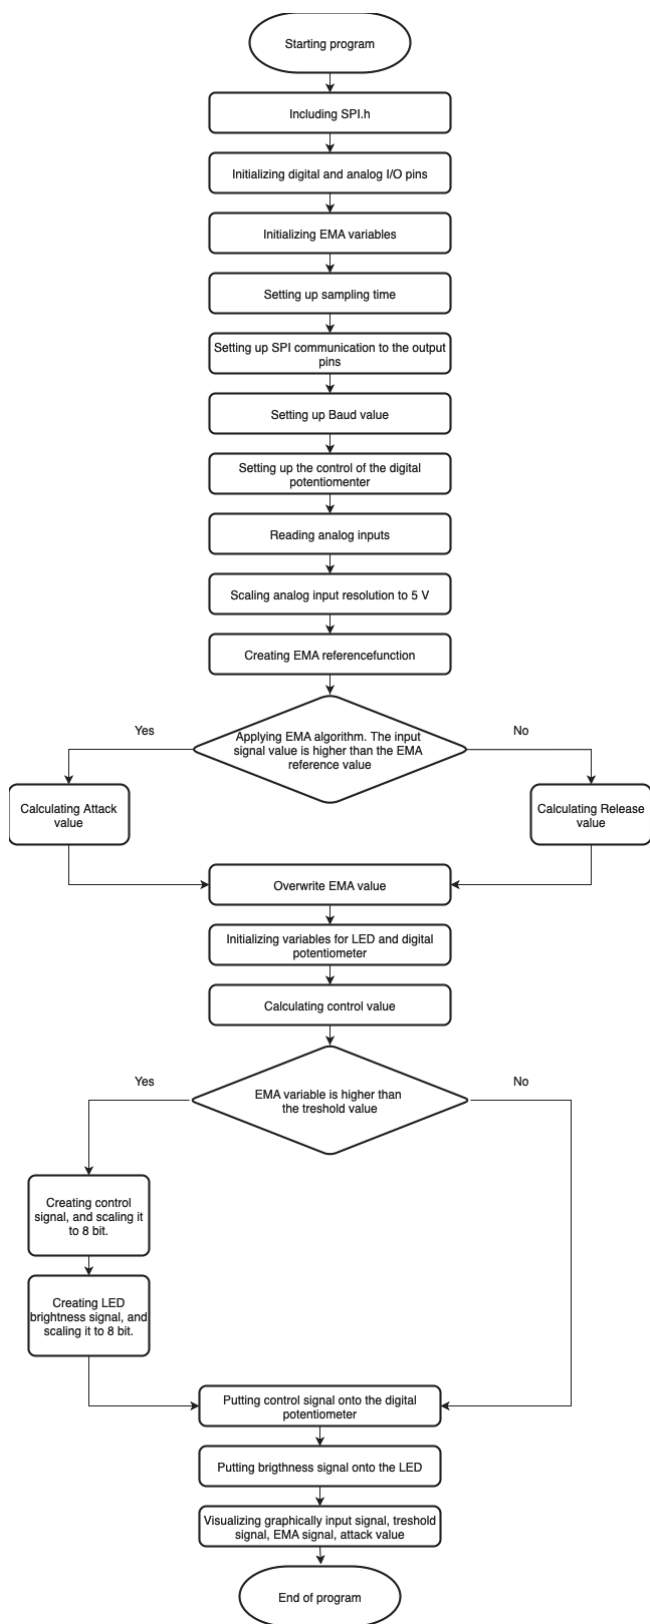 Starting program
Including SPI.h
Initializing digital and analog I/O pins
Initializing EMA variables
Setting up sampling time
Setting up SPI communication to the output
pins
Setting up Baud value
Setting up the control of the digital
potentiomenter
Reading analog inputs
Scaling analog input resolution to 5 V
Creating EMA referencefunction
Yes
No
Applying EMA algorithm. The input
signal value is higher than the EMA
reference value
Calculating Attack
value
Calculating Release
value
Overwrite EMA value
Initializing variables for LED and digital
potentiometer
Calculating control value
Yes
No
EMA variable is higher than
the treshold value
Creating control
signal, and scaling it
to 8 bit.
Creating LED
brightness signal, and
scaling it to 8 bit.
Putting control signal onto the digital
potentiometer
Putting brigthness signal onto the LED
Visualizing graphically input signal, treshold
signal, EMA signal, attack value
End of program